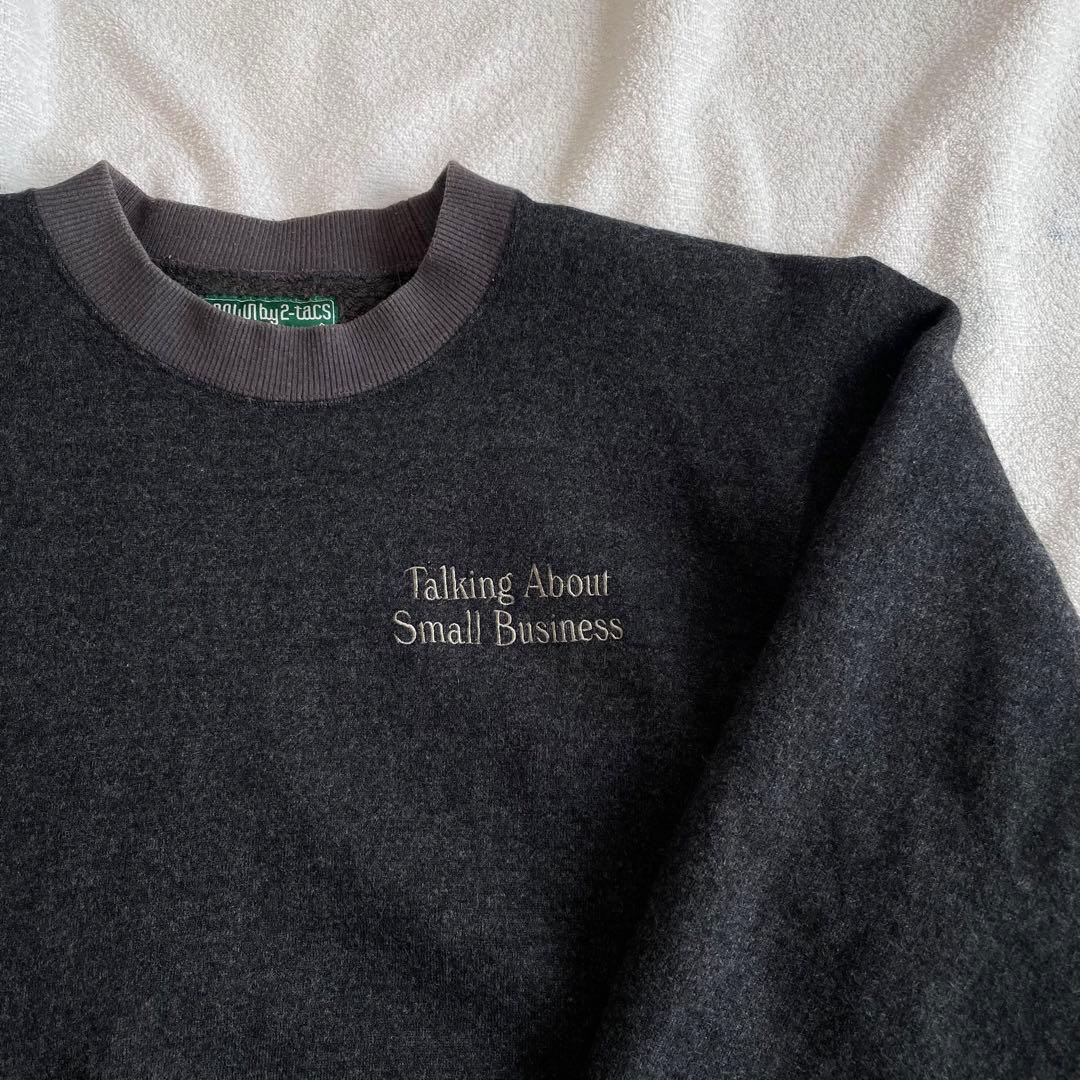 by2-tacs
Talking About
Small Business